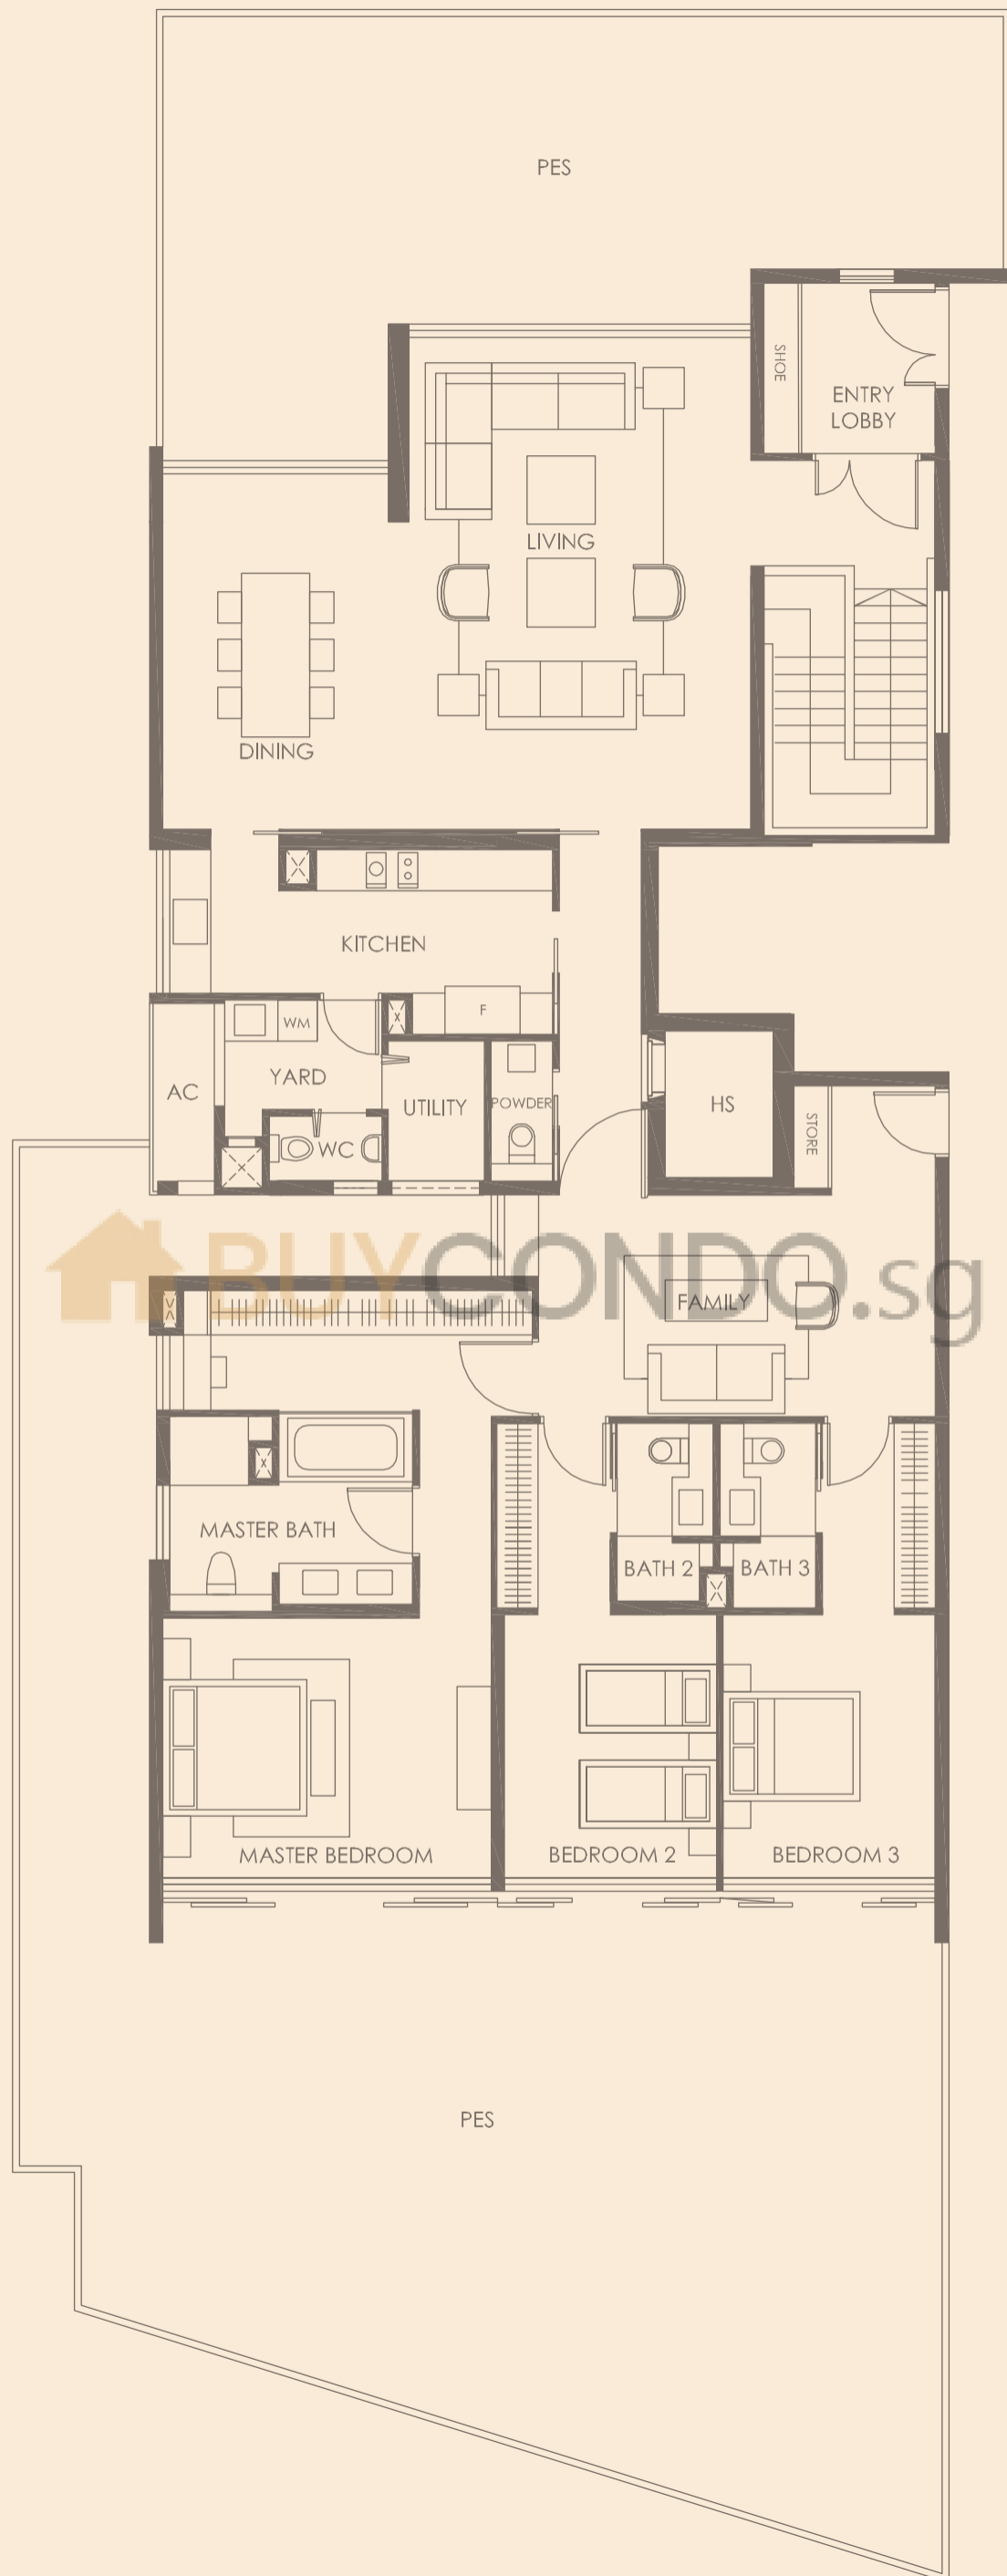 PES
SHOE
ENTRY
LOBBY
LIVING
DINING
KITCHEN
F
WM
YARD
AC
UTILITY
POWDER
HS
STORE
WC
BUYCONDO.sg
FAMILY
MASTER BATH
BATH 2
BATH 3
MASTER BEDROOM
BEDROOM 2
BEDROOM 3
PES